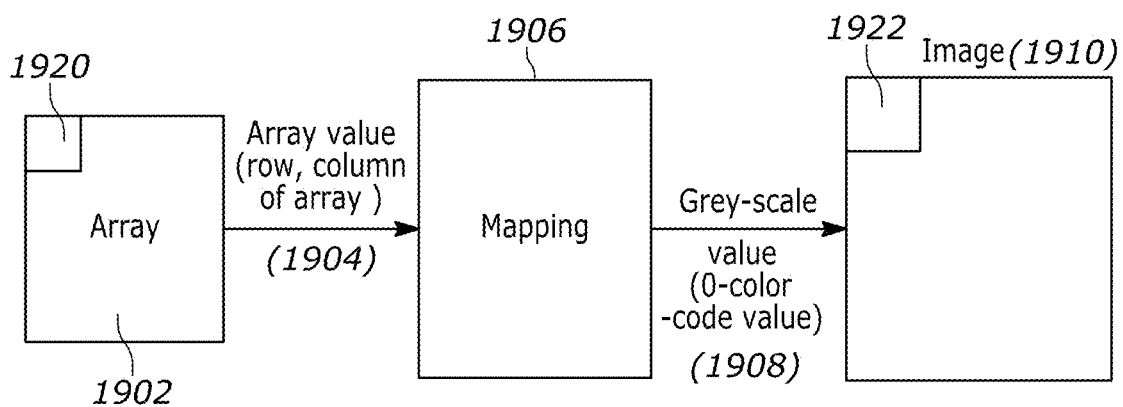 1920
Array
1902
Array value
(row, column
of array )
(1904)
1906
Mapping
Grey-scale
value
(0-color
-code value)
(1908)
1922
Image (1910)